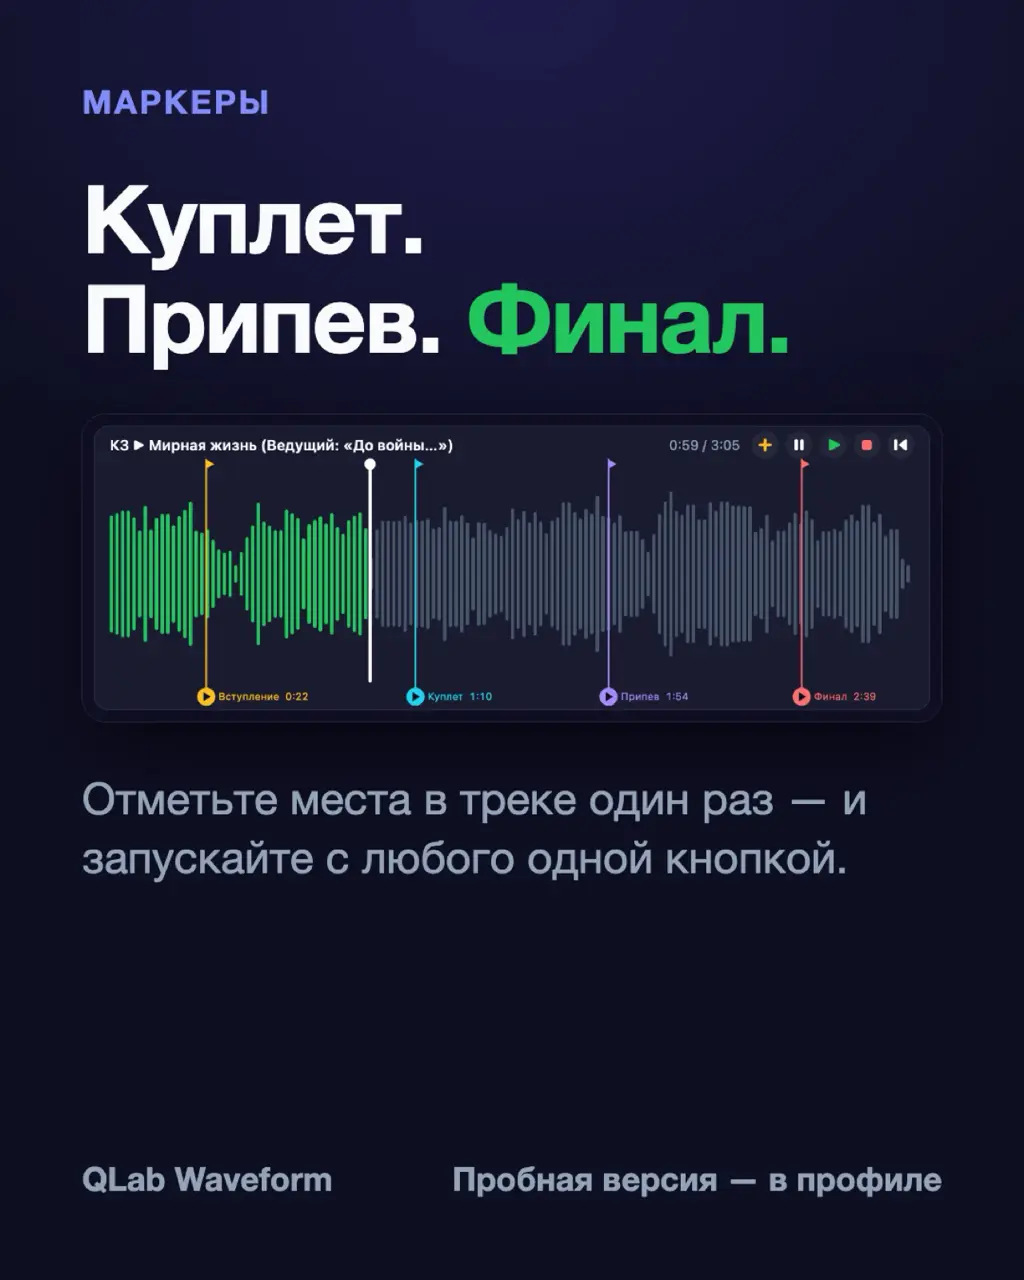 МАРКЕРЫ
Куплет.
Припев. Финал.
К3 ▶ Мирная жизнь (Ведущий: «До войны...») 0:59 / 3:05
Вступление 0:22 Куплет 1:10 Припев 1:54 Финал 2:39
Отметьте места в треке один раз — и
запускайте с любого одной кнопкой.
QLab Waveform Пробная версия — в профиле